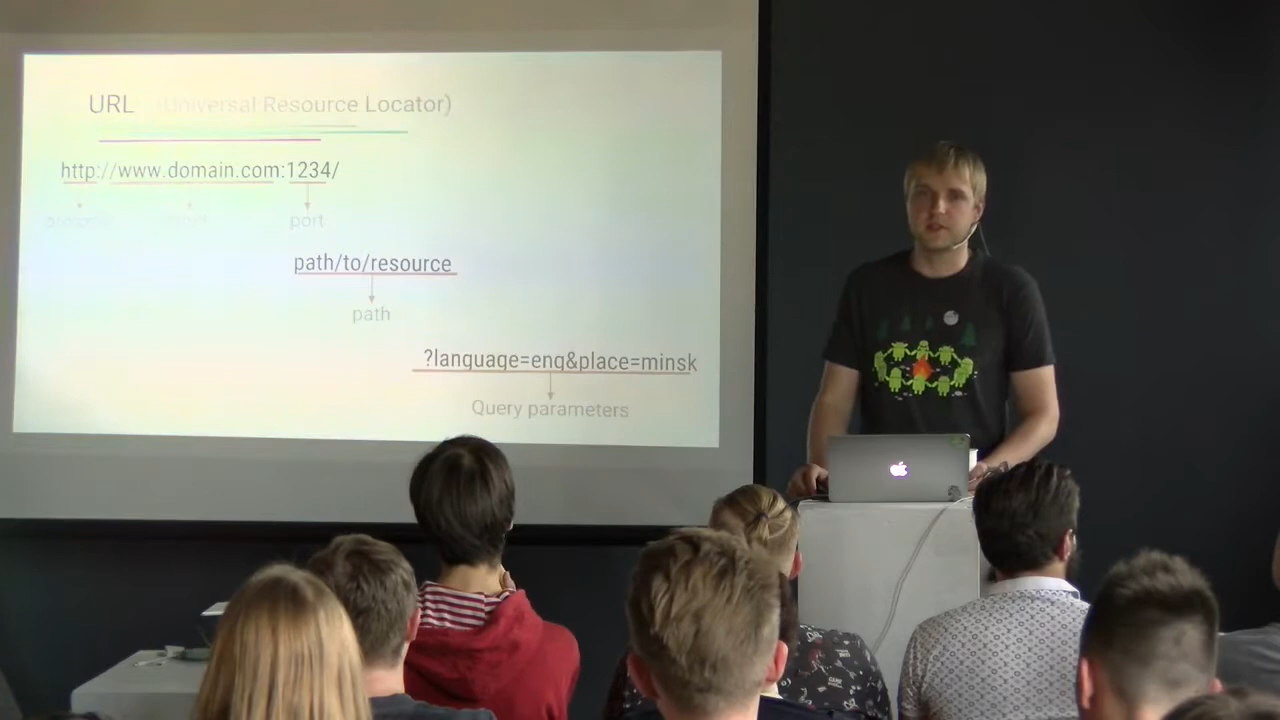 URL (Universal Resource Locator)
http://www.domain.com:1234/
port
path/to/resource
path
?language=eng&place=minsk
Query parameters